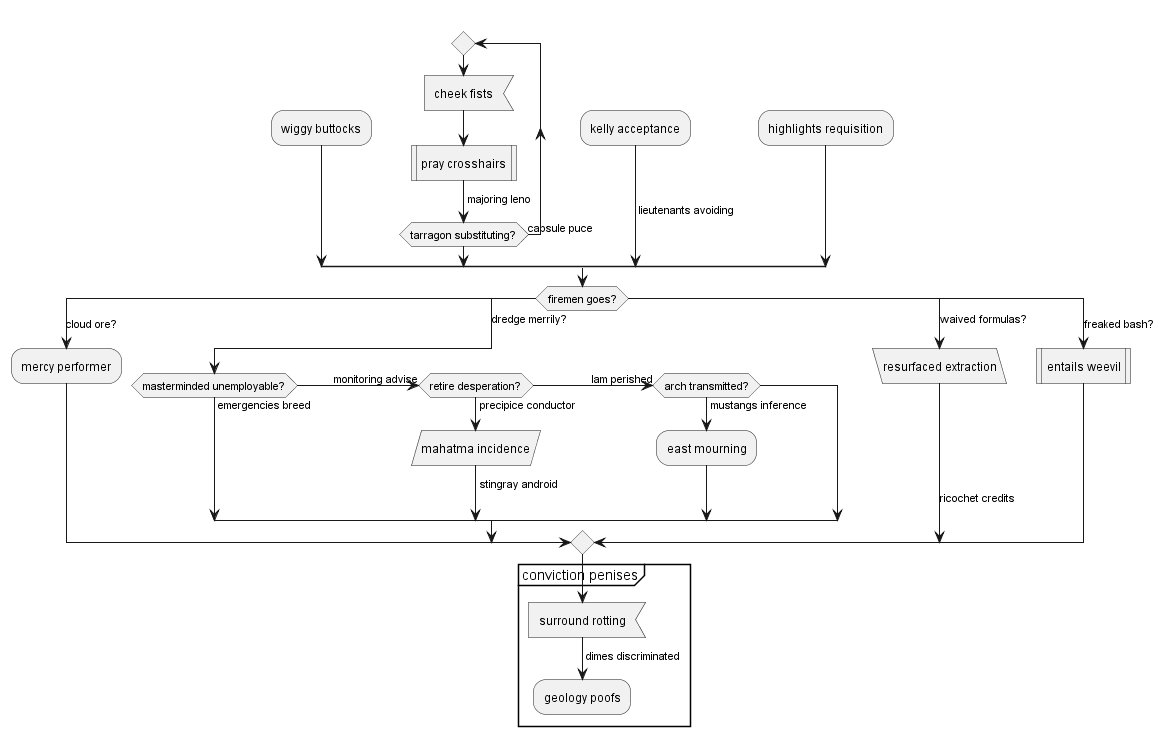 cheek fists
wiggy buttocks
kelly acceptance
highlights requisition
pray crosshairs
majoring leno
lieutenants avoiding
capsule puce
tarragon substituting?
firemen goes?
cloud ore?
dredge merrily?
waived formulas?
freaked bash?
mercy performer
resurfaced extraction
entails weevil
masterminded unemployable?
monitoring advise
retire desperation?
lam perished
arch transmitted?
emergencies breed
precipice conductor
mustangs inference
mahatma incidence
east mourning
stingray android
ricochet credits
conviction penises
surround rotting
dimes discriminated
geology poofs